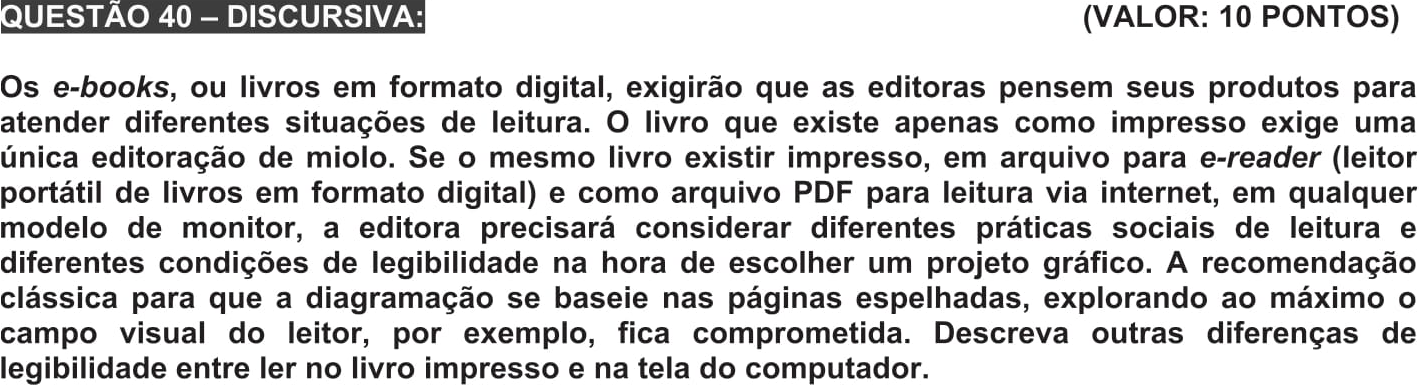 QUESTÃO 40 – DISCURSIVA: (VALOR: 10 PONTOS)
Os e-books, ou livros em formato digital, exigirão que as editoras pensem seus produtos para
atender diferentes situações de leitura. O livro que existe apenas como impresso exige uma
única editoração de miolo. Se o mesmo livro existir impresso, em arquivo para e-reader (leitor
portátil de livros em formato digital) e como arquivo PDF para leitura via internet, em qualquer
modelo de monitor, a editora precisará considerar diferentes práticas sociais de leitura e
diferentes condições de legibilidade na hora de escolher um projeto gráfico. A recomendação
clássica para que a diagramação se baseie nas páginas espelhadas, explorando ao máximo o
campo visual do leitor, por exemplo, fica comprometida. Descreva outras diferenças de
legibilidade entre ler no livro impresso e na tela do computador.